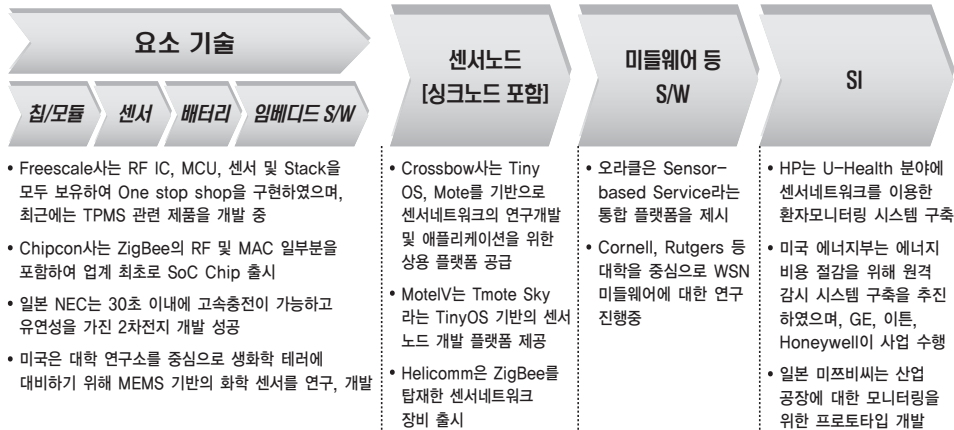 요소 기술
칩/모듈
센서
배터리
임베디드 S/W
• Freescale사는 RF IC, MCU, 센서 및 Stack을
모두 보유하여 One stop shop을 구현하였으며,
최근에는 TPMS 관련 제품을 개발 중
• Chipcon사는 ZigBee의 RF 및 MAC 일부분을
포함하여 업계 최초로 SoC Chip 출시
• 일본 NEC는 30초 이내에 고속충전이 가능하고
유연성을 가진 2차전지 개발 성공
• 미국은 대학 연구소를 중심으로 생화학 테러에
대비하기 위해 MEMS 기반의 화학 센서를 연구, 개발
센서노드
[싱크노드 포함]
• Crossbow사는 Tiny
OS, Mote를 기반으로
센서네트워크의 연구개발
및 애플리케이션을 위한
상용 플랫폼 공급
• MoteIV는 Tmote Sky
라는 TinyOS 기반의 센서
노드 개발 플랫폼 제공
• Helicomm은 ZigBee를
탑재한 센서네트워크
장비 출시
미들웨어 등
S/W
• 오라클은 Sensor-
based Service라는
통합 플랫폼을 제시
• Cornell, Rutgers 등
대학을 중심으로 WSN
미들웨어에 대한 연구
진행중
SI
• HP는 U-Health 분야에
센서네트워크를 이용한
환자모니터링 시스템 구축
• 미국 에너지부는 에너지
비용 절감을 위해 원격
감시 시스템 구축을 추진
하였으며, GE, 이튼,
Honeywell이 사업 수행
• 일본 미쯔비씨는 산업
공장에 대한 모니터링을
위한 프로토타입 개발